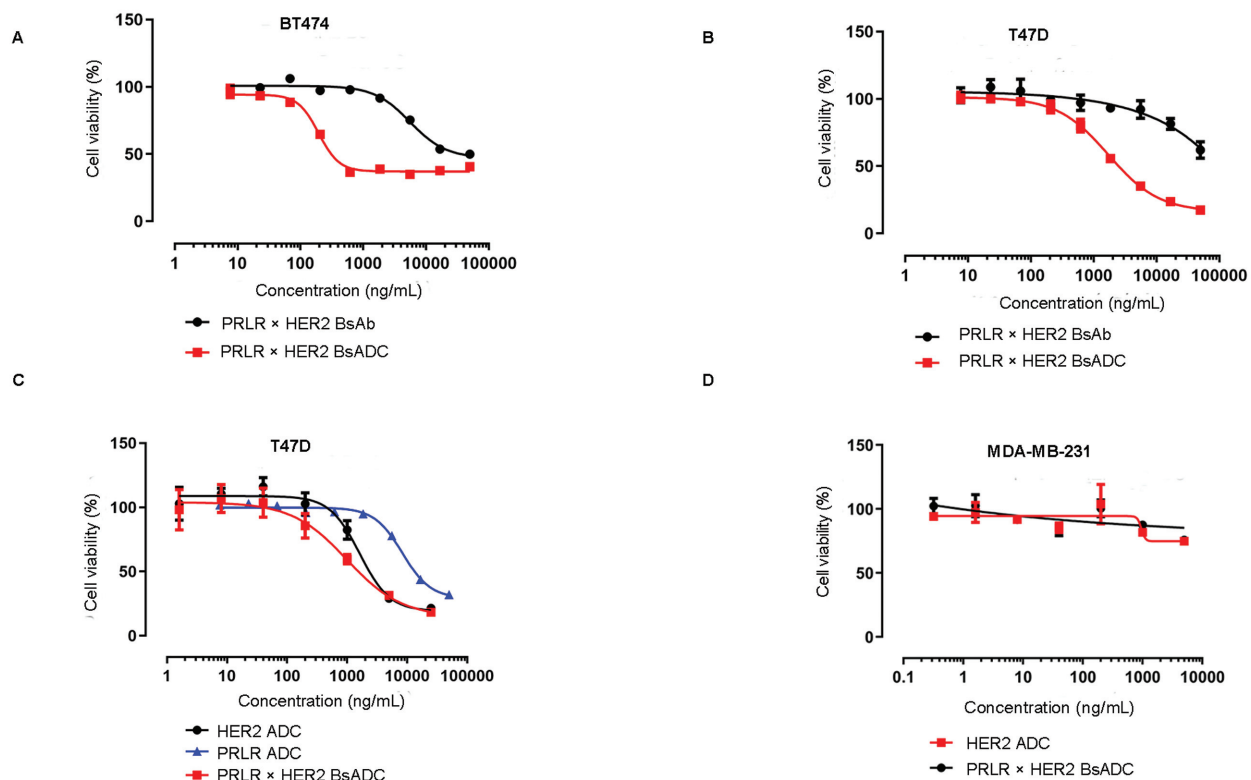 A
BT474
150
100
50
0
Cell viability (%)
1 10 100 1000 10000 100000
Concentration (ng/mL)
PRLR × HER2 BsAb
PRLR × HER2 BsADC
B
T47D
150
100
50
0
Cell viability (%)
1 10 100 1000 10000 100000
Concentration (ng/mL)
PRLR × HER2 BsAb
PRLR × HER2 BsADC
C
T47D
150
100
50
0
Cell viability (%)
1 10 100 1000 10000 100000
Concentration (ng/mL)
HER2 ADC
PRLR ADC
PRLR × HER2 BsADC
D
MDA-MB-231
150
100
50
0
Cell viability (%)
0.1 1 10 100 1000 10000
Concentration (ng/mL)
HER2 ADC
PRLR × HER2 BsADC